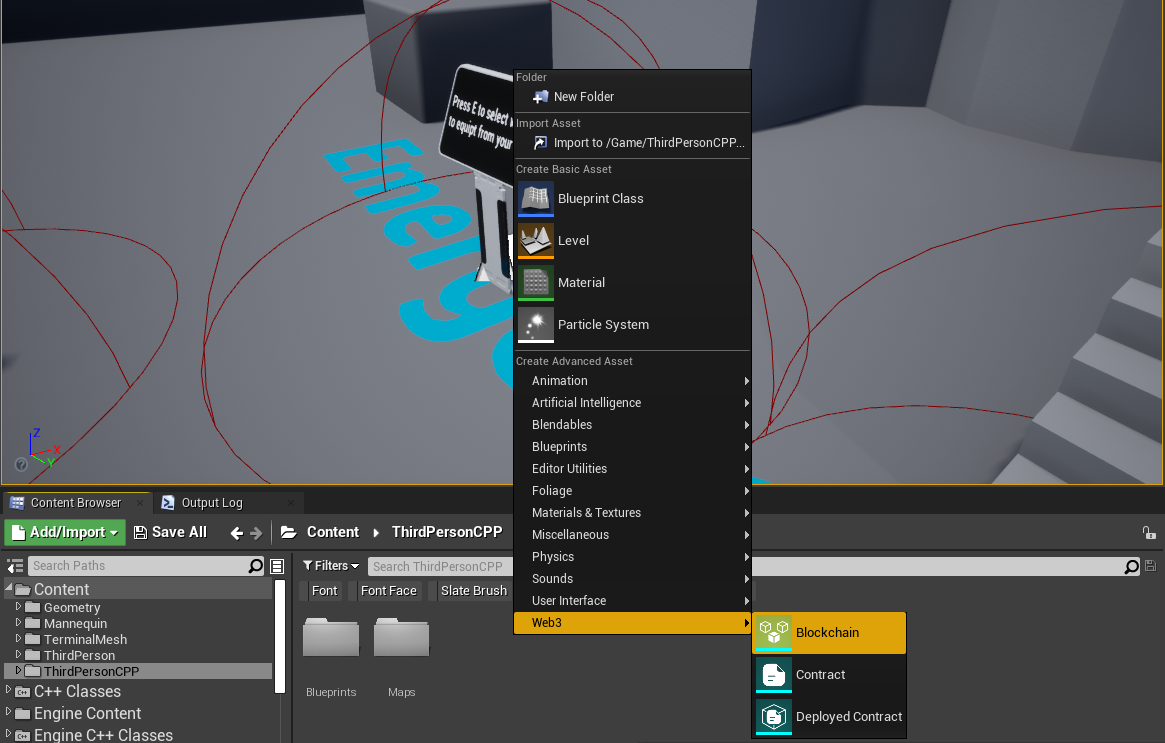 Press E to select
to equipt from your
Emerg
Z
X
Y
Folder
New Folder
Import Asset
Import to /Game/ThirdPersonCPP...
Create Basic Asset
Blueprint Class
Level
Material
Particle System
Create Advanced Asset
Animation
Artificial Intelligence
Blendables
Blueprints
Editor Utilities
Foliage
Materials & Textures
Miscellaneous
Physics
Sounds
User Interface
Web3
Blockchain
Contract
Deployed Contract
Content Browser
Output Log
Add/Import
Save All
Content
ThirdPersonCPP
Search Paths
Filters
Search ThirdPersonCPP
Content
Geometry
Mannequin
TerminalMesh
ThirdPerson
ThirdPersonCPP
C++ Classes
Engine Content
Engine C++ Classes
Font
Font Face
Slate Brush
Blueprints
Maps